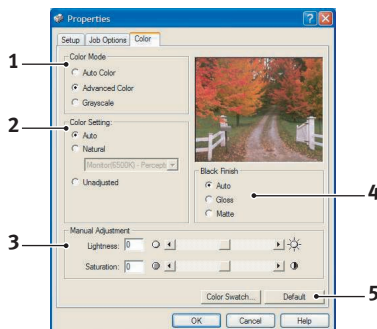 Properties
Setup Job Options Color
1
Color Mode
Auto Color
Advanced Color
Grayscale
2
Color Setting:
Auto
Natural
Monitor(6500K) - Percepti
Unadjusted
Black Finish
Auto
Gloss
Matte
4
3
Manual Adjustment
Lightness: 0
Saturation: 0
Color Swatch... Default
5
OK Cancel Help